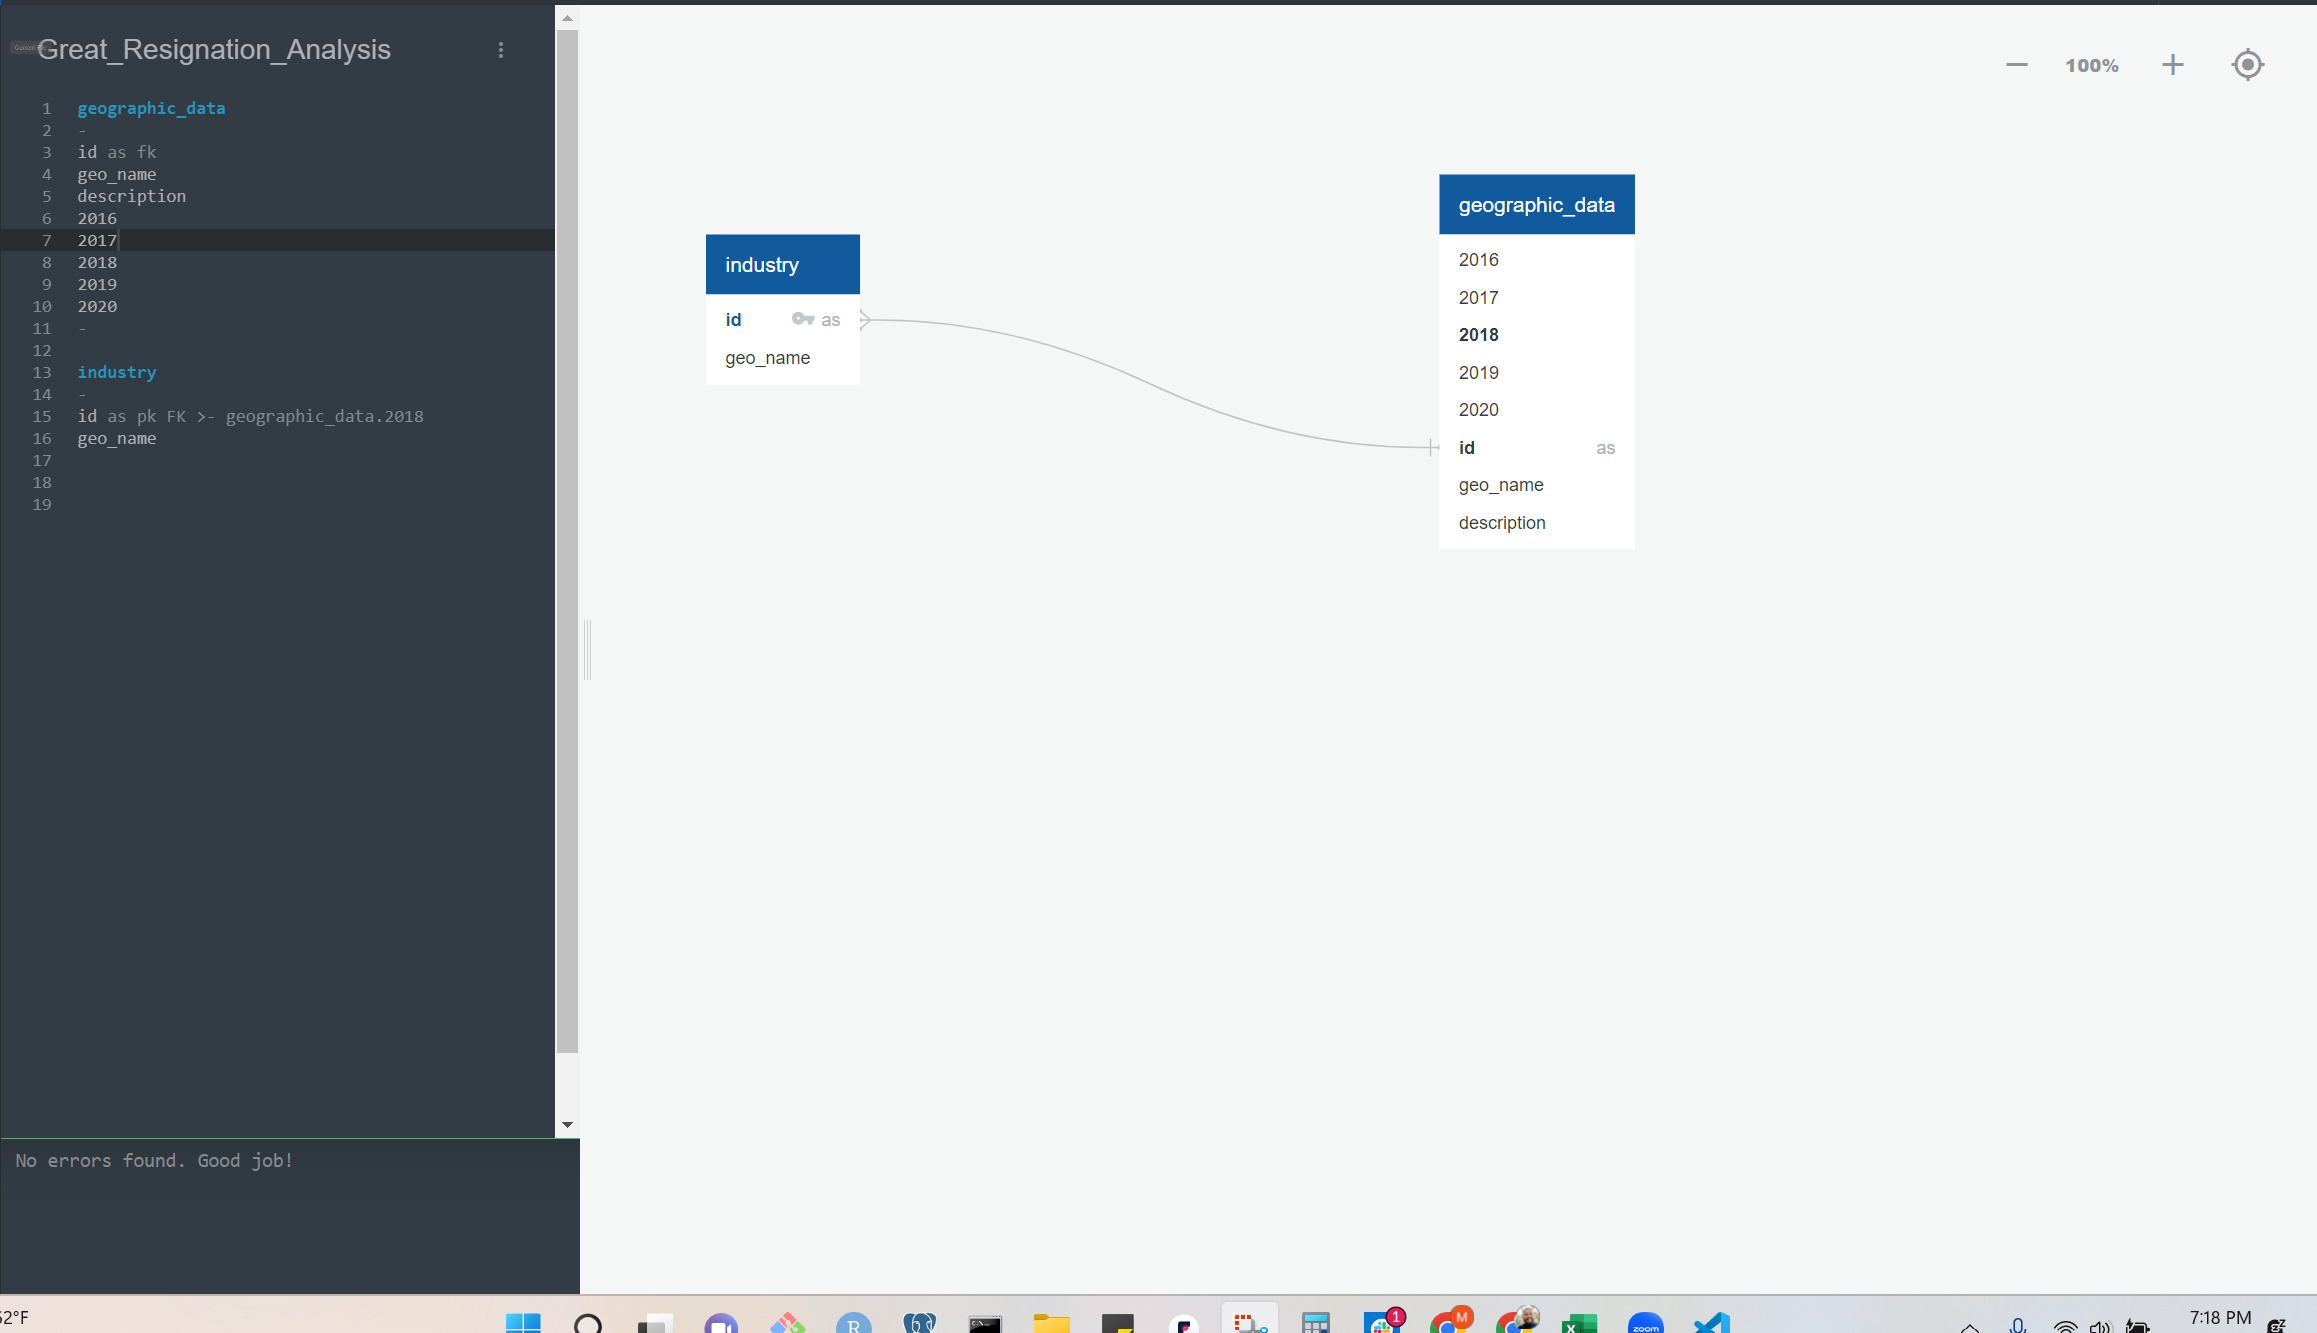 Great_Resignation_Analysis
1 geographic_data
2 -
3 id as fk
4 geo_name
5 description
6 2016
7 2017
8 2018
9 2019
10 2020
11 -
12
13 industry
14 -
15 id as pk FK >- geographic_data.2018
16 geo_name
17
18
19
No errors found. Good job!
100%
industry
id as
geo_name
geographic_data
2016
2017
2018
2019
2020
id as
geo_name
description
52°F
R
C:\_
1
M
X
zoom
7:18 PM